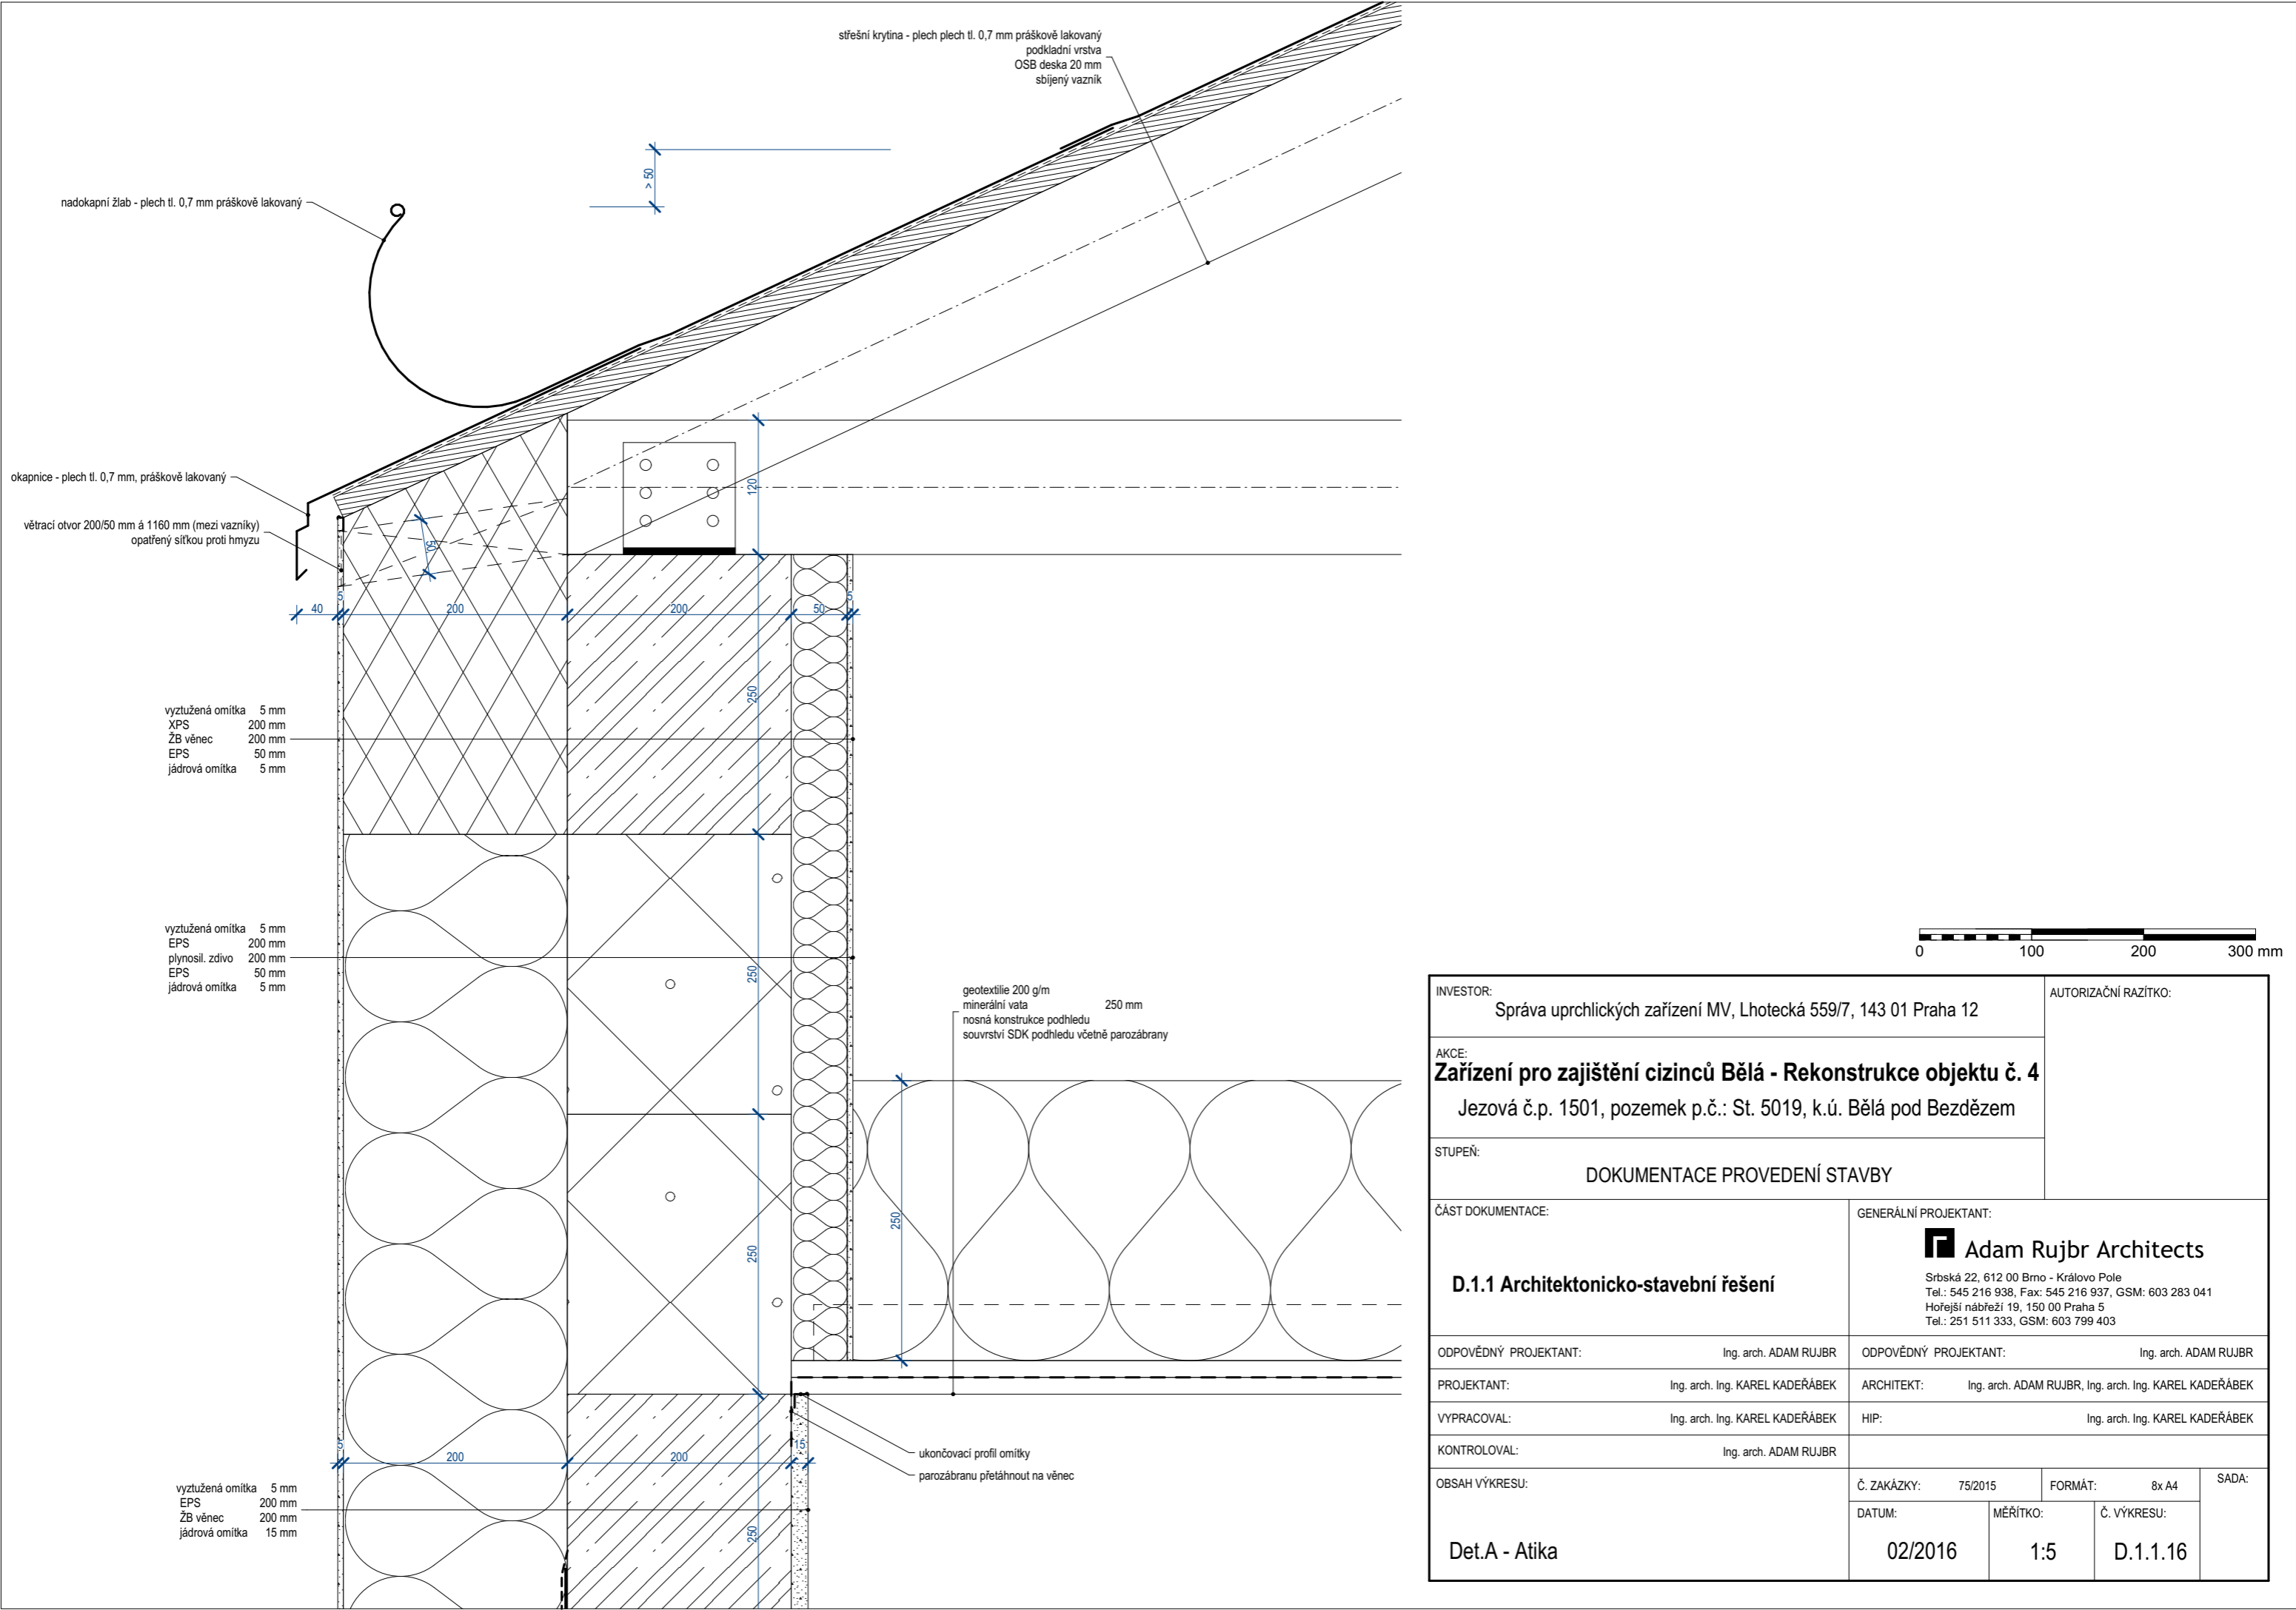 střešní krytina - plech plech tl. 0,7 mm práškově lakovaný
podkladní vrstva
OSB deska 20 mm
sbíjený vazník
> 50
nadokapní žlab - plech tl. 0,7 mm práškově lakovaný
okapnice - plech tl. 0,7 mm, práškově lakovaný
větrací otvor 200/50 mm á 1160 mm (mezi vazníky)
opatřený síťkou proti hmyzu
120
50
40
5
200
200
50
5
250
vyztužená omítka 5 mm
XPS 200 mm
ŽB věnec 200 mm
EPS 50 mm
jádrová omítka 5 mm
vyztužená omítka 5 mm
EPS 200 mm
plynosil. zdivo 200 mm
EPS 50 mm
jádrová omítka 5 mm
250
geotextilie 200 g/m
minerální vata 250 mm
nosná konstrukce podhledu
souvrství SDK podhledu včetně parozábrany
250
250
ukončovací profil omítky
parozábranu přetáhnout na věnec
5
200
200
15
vyztužená omítka 5 mm
EPS 200 mm
ŽB věnec 200 mm
jádrová omítka 15 mm
250
0 100 200 300 mm
INVESTOR:
Správa uprchlických zařízení MV, Lhotecká 559/7, 143 01 Praha 12
AUTORIZAČNÍ RAZÍTKO:
AKCE:
Zařízení pro zajištění cizinců Bělá - Rekonstrukce objektu č. 4
Jezová č.p. 1501, pozemek p.č.: St. 5019, k.ú. Bělá pod Bezdězem
STUPEŇ:
DOKUMENTACE PROVEDENÍ STAVBY
ČÁST DOKUMENTACE:
D.1.1 Architektonicko-stavební řešení
GENERÁLNÍ PROJEKTANT:
Adam Rujbr Architects
Srbská 22, 612 00 Brno - Královo Pole
Tel.: 545 216 938, Fax: 545 216 937, GSM: 603 283 041
Hořejší nábřeží 19, 150 00 Praha 5
Tel.: 251 511 333, GSM: 603 799 403
ODPOVĚDNÝ PROJEKTANT: Ing. arch. ADAM RUJBR
ODPOVĚDNÝ PROJEKTANT: Ing. arch. ADAM RUJBR
PROJEKTANT: Ing. arch. Ing. KAREL KADEŘÁBEK
ARCHITEKT: Ing. arch. ADAM RUJBR, Ing. arch. Ing. KAREL KADEŘÁBEK
VYPRACOVAL: Ing. arch. Ing. KAREL KADEŘÁBEK
HIP: Ing. arch. Ing. KAREL KADEŘÁBEK
KONTROLOVAL: Ing. arch. ADAM RUJBR
OBSAH VÝKRESU:
Det.A - Atika
Č. ZAKÁZKY: 75/2015
FORMÁT: 8x A4
SADA:
DATUM:
02/2016
MĚŘÍTKO:
1:5
Č. VÝKRESU:
D.1.1.16